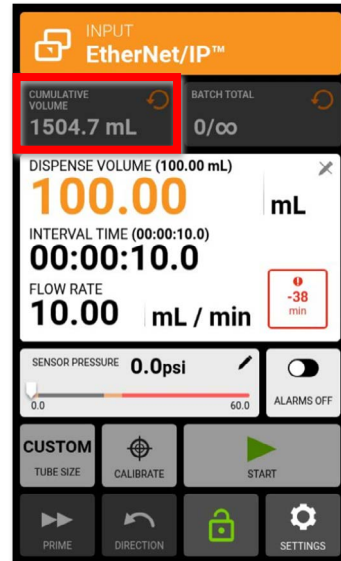 INPUT
EtherNet/IP™
CUMULATIVE
VOLUME
1504.7 mL
BATCH TOTAL
0/∞
DISPENSE VOLUME (100.00 mL)
100.00 mL
INTERVAL TIME (00:00:10.0)
00:00:10.0
FLOW RATE
10.00 mL / min
-38
min
SENSOR PRESSURE 0.0psi
0.0 60.0
ALARMS OFF
CUSTOM
TUBE SIZE
CALIBRATE
START
PRIME
DIRECTION
SETTINGS